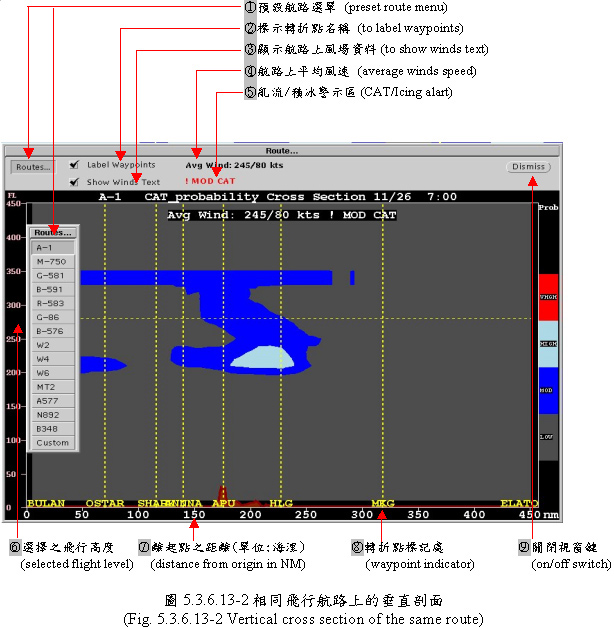 ①預設航路選單 (preset route menu)
②標示轉折點名稱 (to label waypoints)
③顯示航路上風場資料 (to show winds text)
④航路上平均風速 (average winds speed)
⑤亂流/積冰警示區 (CAT/Icing alart)
Route...
Routes...
Label Waypoints
Avg Wind: 245/80 kts
Dismiss
Show Winds Text
! MOD CAT
FL
A-1 CAT_probability Cross Section 11/26 7:00
Prob
Avg Wind: 245/80 kts ! MOD CAT
450
400
350
300
250
200
150
100
50
0
Routes...
A-1
M-750
G-581
B-591
R-583
G-86
B-576
W2
W4
W6
MT2
A577
N892
B348
Custom
VHGH
HIGH
MOD
LOW
BULAN OSTAR APU HLG MKG ELATO
0 50 100 150 200 250 300 350 400 450 nm
⑥選擇之飛行高度
(selected flight level)
⑦離起點之距離(單位:海浬)
(distance from origin in NM)
⑧轉折點標記處
(waypoint indicator)
⑨關閉視窗鍵
(on/off switch)
圖 5.3.6.13-2 相同飛行航路上的垂直剖面
(Fig. 5.3.6.13-2 Vertical cross section of the same route)